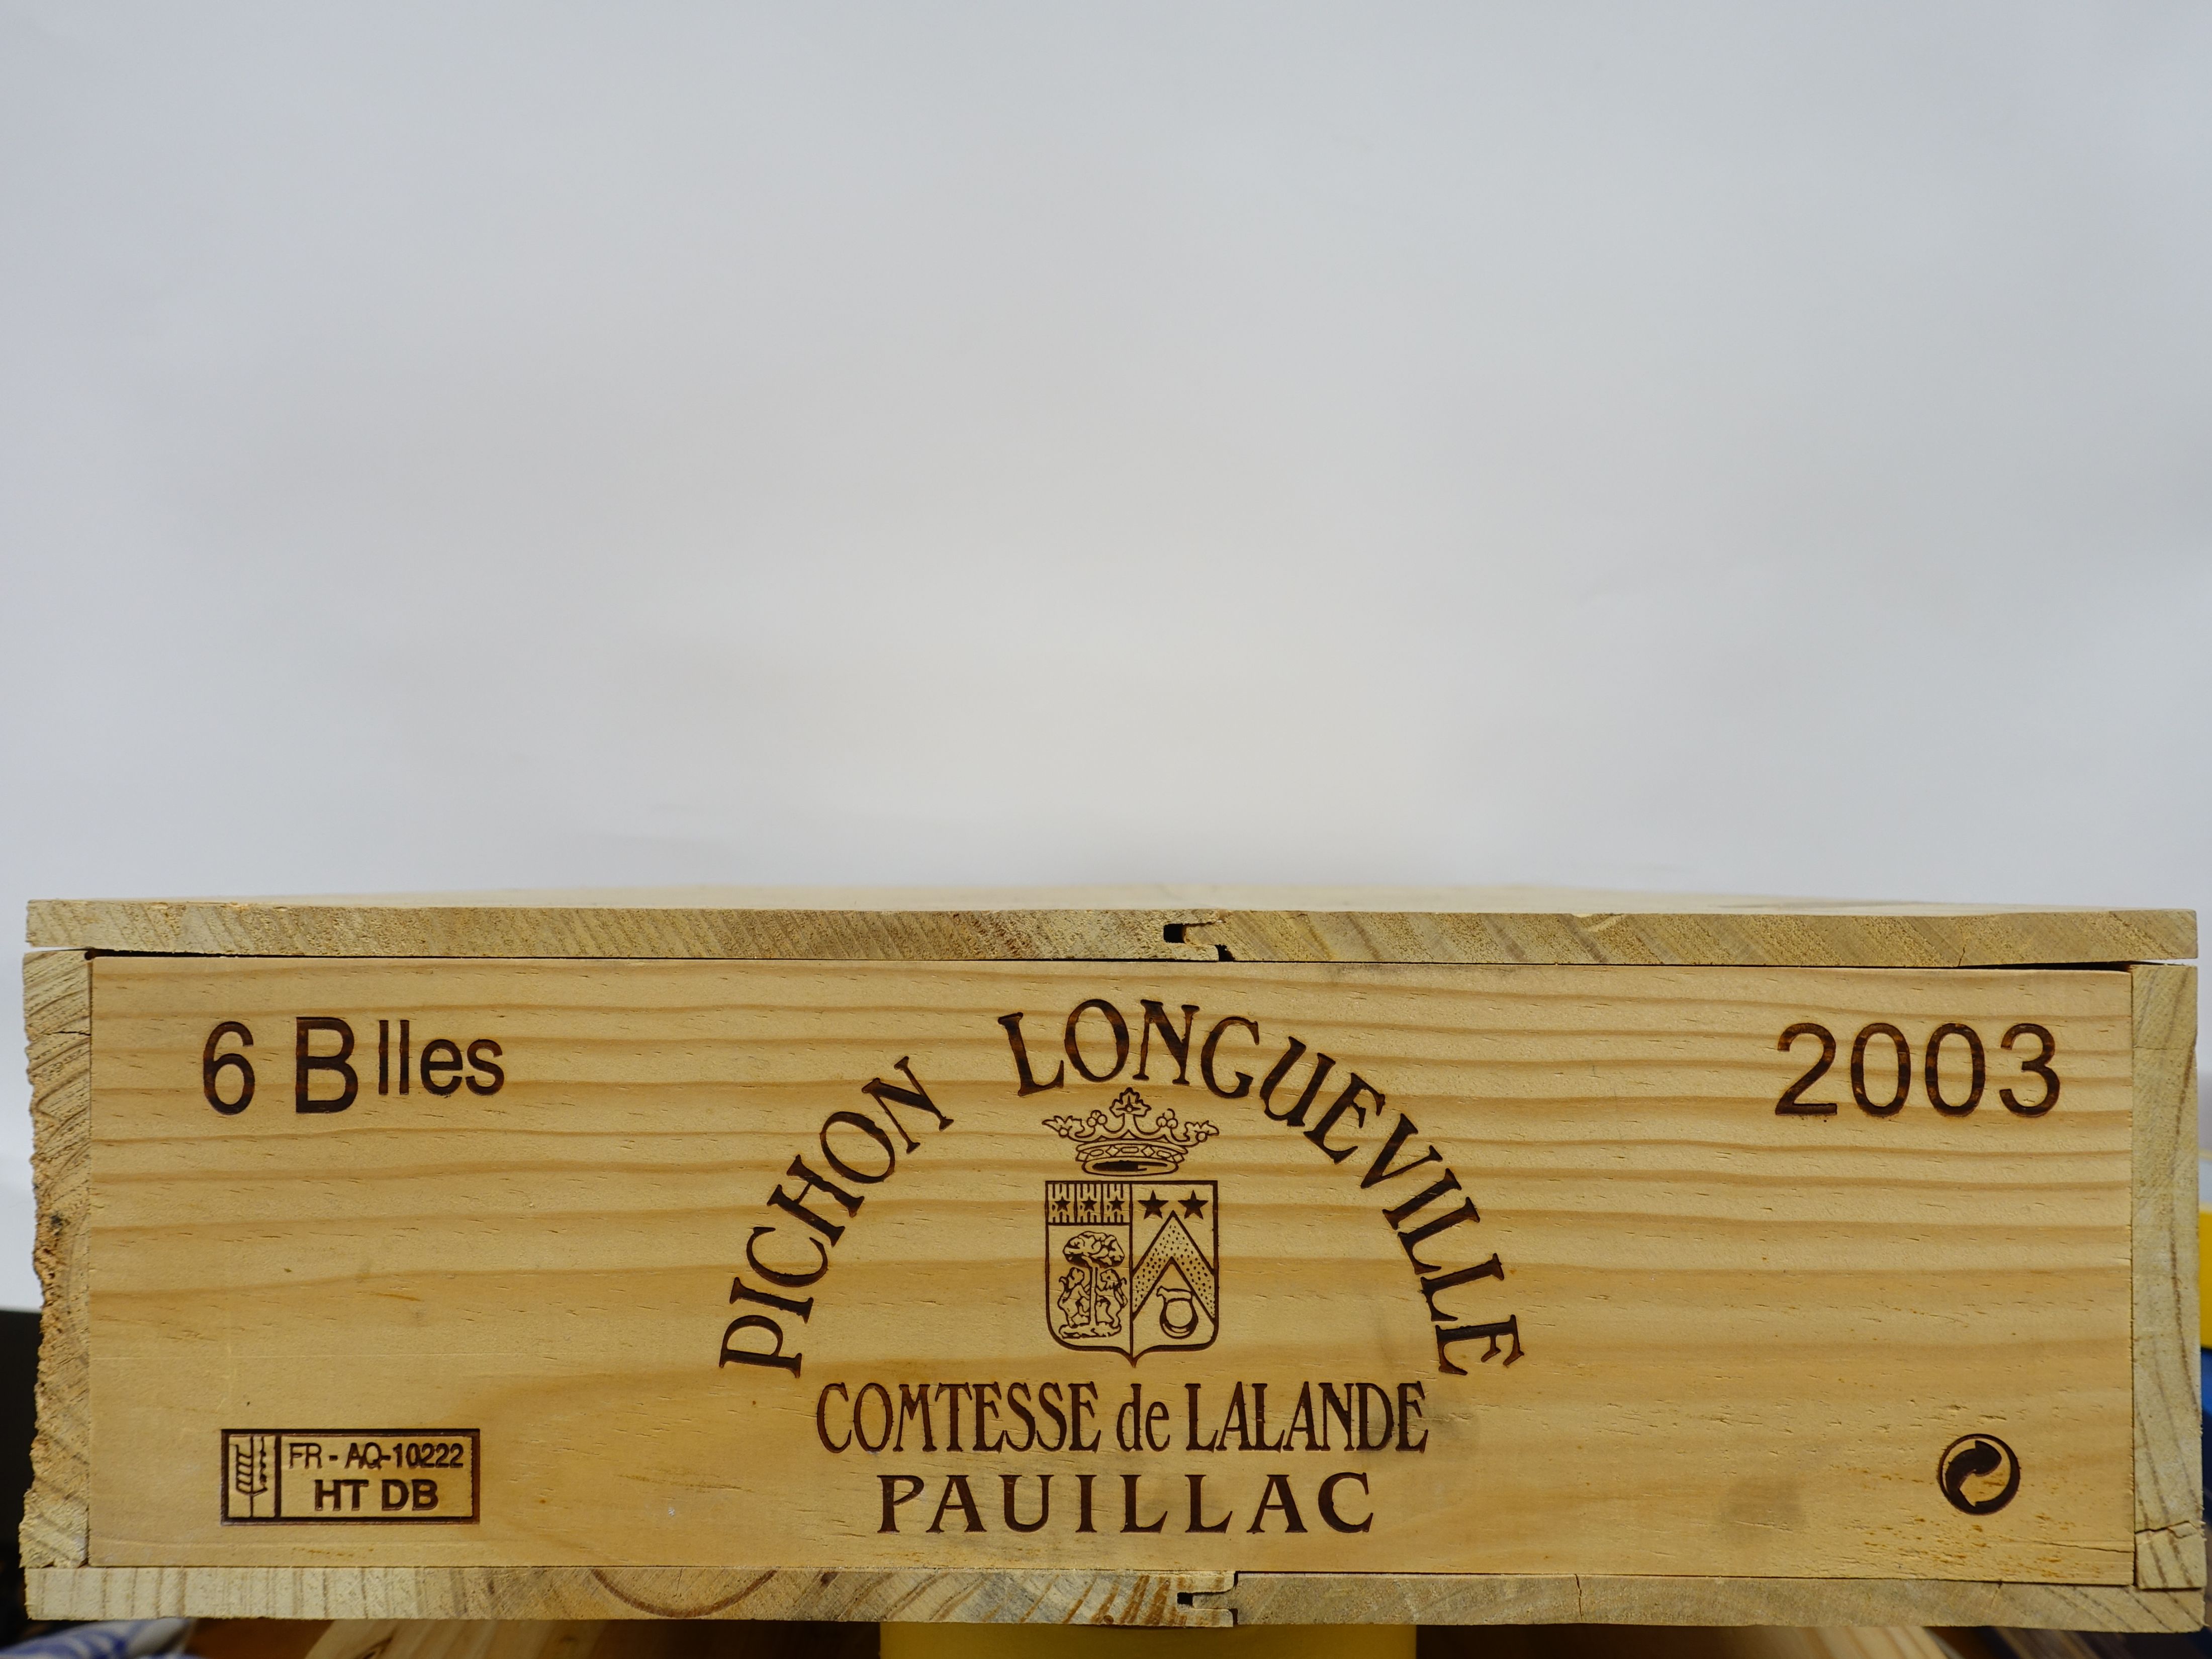 6 Blles
2003
PICHON LONGUEVILLE
COMTESSE de LALANDE
PAUILLAC
FR - AQ-10222
HT DB